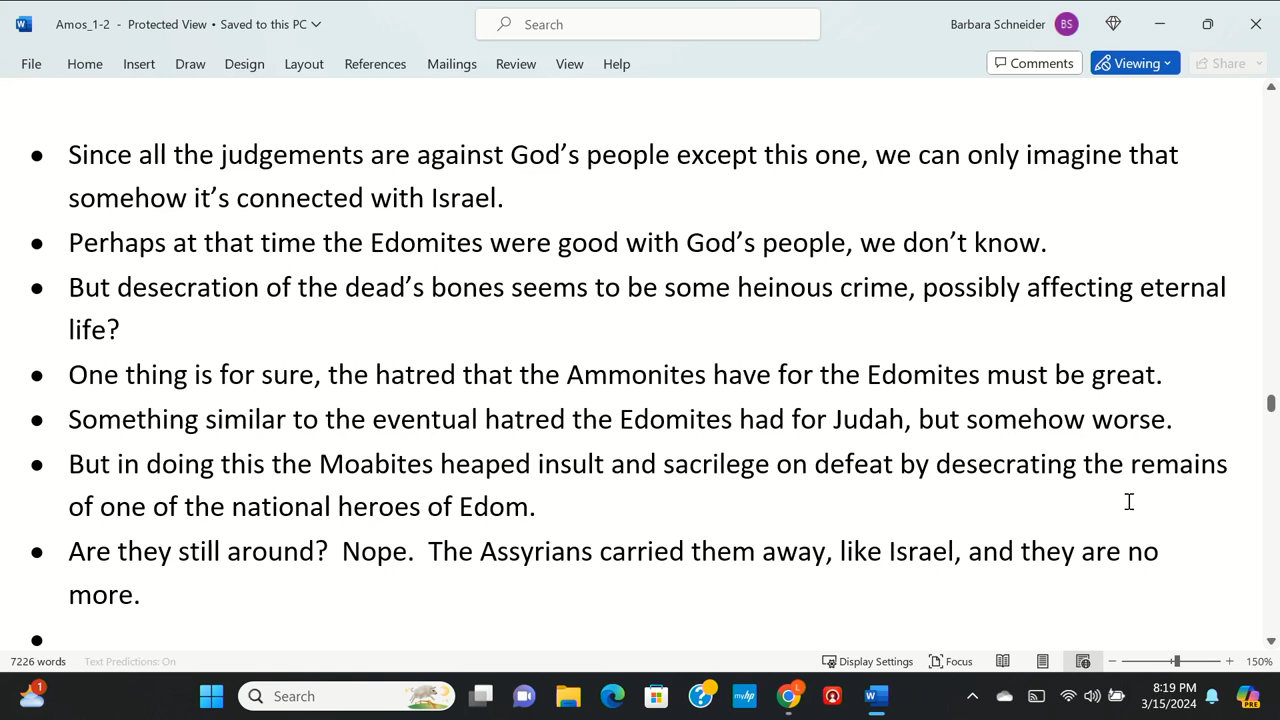 Amos_1-2 - Protected View • Saved to this PC
Search
Barbara Schneider
BS
File
Home
Insert
Draw
Design
Layout
References
Mailings
Review
View
Help
Comments
Viewing
Share
• Since all the judgements are against God’s people except this one, we can only imagine that
somehow it’s connected with Israel.
• Perhaps at that time the Edomites were good with God’s people, we don’t know.
• But desecration of the dead’s bones seems to be some heinous crime, possibly affecting eternal
life?
• One thing is for sure, the hatred that the Ammonites have for the Edomites must be great.
• Something similar to the eventual hatred the Edomites had for Judah, but somehow worse.
• But in doing this the Moabites heaped insult and sacrilege on defeat by desecrating the remains
of one of the national heroes of Edom.
• Are they still around?  Nope.  The Assyrians carried them away, like Israel, and they are no
more.
•
7226 words
Text Predictions: On
Display Settings
Focus
150%
1
Search
myhp
8:19 PM
3/15/2024
PRE